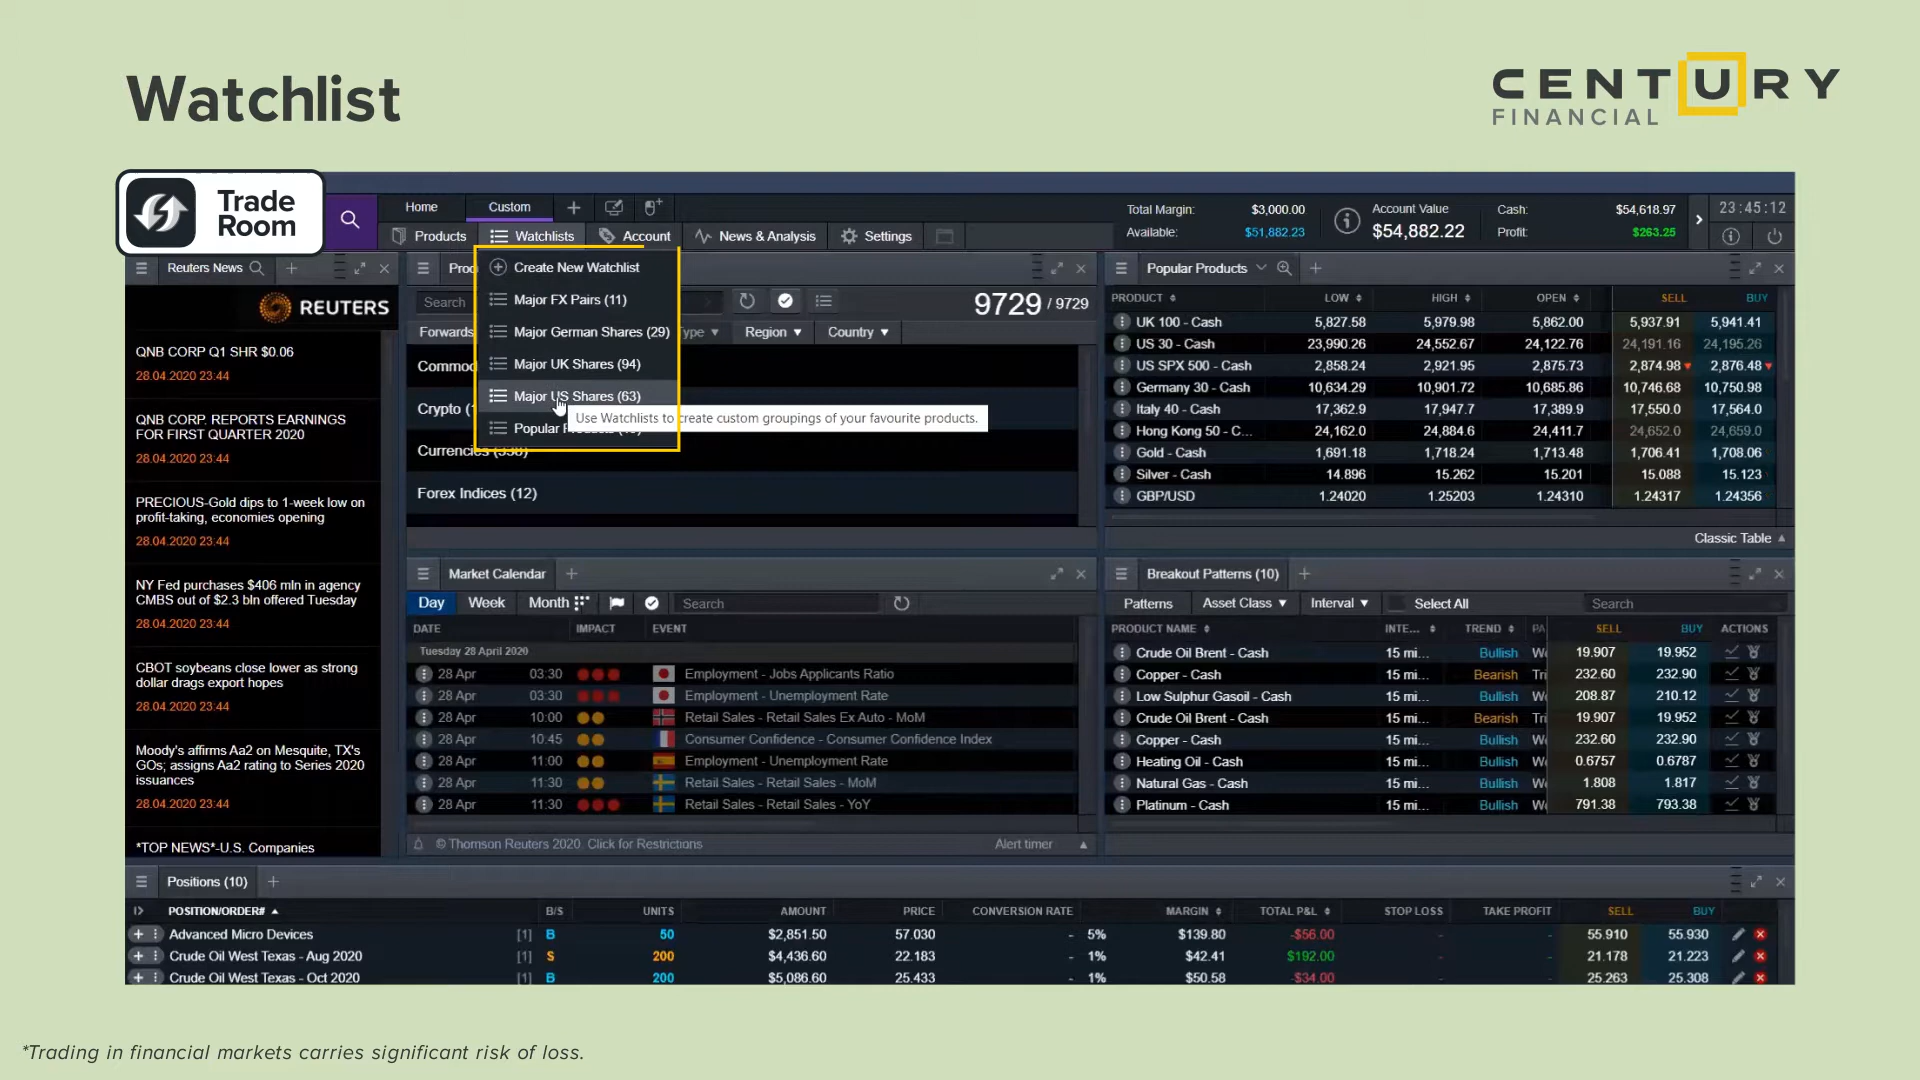 Watchlist
CENTURY
FINANCIAL
Trade
Room
Home
Custom
Total Margin:
$3,000.00
Available:
$51,882.23
Account Value
$54,882.22
Cash:
$54,618.97
Profit:
$263.25
23:45:12
Products
Watchlists
Account
News & Analysis
Settings
Create New Watchlist
Major FX Pairs (11)
Major German Shares (29)
Major UK Shares (94)
Major US Shares (63)
Use Watchlists to create custom groupings of your favourite products.
Popular
Reuters News
REUTERS
QNB CORP Q1 SHR $0.06
28.04.2020 23:44
QNB CORP. REPORTS EARNINGS
FOR FIRST QUARTER 2020
28.04.2020 23:44
PRECIOUS-Gold dips to 1-week low on
profit-taking, economies opening
28.04.2020 23:44
NY Fed purchases $406 mln in agency
CMBS out of $2.3 bln offered Tuesday
28.04.2020 23:44
CBOT soybeans close lower as strong
dollar drags export hopes
28.04.2020 23:44
Moody's affirms Aa2 on Mesquite, TX's
GOs; assigns Aa2 rating to Series 2020
issuances
28.04.2020 23:44
*TOP NEWS*-U.S. Companies
Search
9729 / 9729
Forwards
Region
Country
Crypto
Currencies
Forex Indices (12)
Popular Products
PRODUCT LOW HIGH OPEN SELL BUY
UK 100 - Cash 5,827.58 5,979.98 5,862.00 5,937.91 5,941.41
US 30 - Cash 23,990.26 24,552.67 24,122.76 24,191.16 24,195.26
US SPX 500 - Cash 2,858.24 2,921.95 2,875.73 2,874.98 2,876.48
Germany 30 - Cash 10,634.29 10,901.72 10,685.86 10,746.68 10,750.98
Italy 40 - Cash 17,362.9 17,947.7 17,389.9 17,550.0 17,564.0
Hong Kong 50 - C... 24,162.0 24,884.6 24,411.7 24,652.0 24,659.0
Gold - Cash 1,691.18 1,718.24 1,713.48 1,706.41 1,708.06
Silver - Cash 14.896 15.262 15.201 15.088 15.123
GBP/USD 1.24020 1.25203 1.24310 1.24317 1.24356
Classic Table
Market Calendar
Day Week Month Search
DATE IMPACT EVENT
Tuesday 28 April 2020
28 Apr 03:30 Employment - Jobs Applicants Ratio
28 Apr 03:30 Employment - Unemployment Rate
28 Apr 10:00 Retail Sales - Retail Sales Ex Auto - MoM
28 Apr 10.45 Consumer Confidence - Consumer Confidence Index
28 Apr 11:00 Employment - Unemployment Rate
28 Apr 11:30 Retail Sales - Retail Sales - MoM
28 Apr 11:30 Retail Sales - Retail Sales - YoY
© Thomson Reuters 2020. Click for Restrictions
Alert timer
Breakout Patterns (10)
Patterns Asset Class Interval Select All Search
PRODUCT NAME INTE... TREND PA SELL BUY ACTIONS
Crude Oil Brent - Cash 15 mi... Bullish 19.907 19.952
Copper - Cash 15 mi... Bearish Tri 232.60 232.90
Low Sulphur Gasoil - Cash 15 mi... Bullish 208.87 210.12
Crude Oil Brent - Cash 15 mi... Bearish Tri 19.907 19.952
Copper - Cash 15 mi... Bullish 232.60 232.90
Heating Oil - Cash 15 mi... Bullish 0.6757 0.6787
Natural Gas - Cash 15 mi... Bullish 1.808 1.817
Platinum - Cash 15 mi... Bullish 791.38 793.38
Positions (10)
POSITION/ORDER# B/S UNITS AMOUNT PRICE CONVERSION RATE MARGIN TOTAL P&L STOP LOSS TAKE PROFIT SELL BUY
Advanced Micro Devices [1] B 50 $2,851.50 57.030 - 5% $139.80 -$56.00 - - 55.910 55.930
Crude Oil West Texas - Aug 2020 [1] S 200 $4,436.60 22.183 - 1% $42.41 $192.00 - - 21.178 21.223
Crude Oil West Texas - Oct 2020 [1] B 200 $5,086.60 25.433 - 1% $50.58 -$34.00 - - 25.263 25.308
*Trading in financial markets carries significant risk of loss.